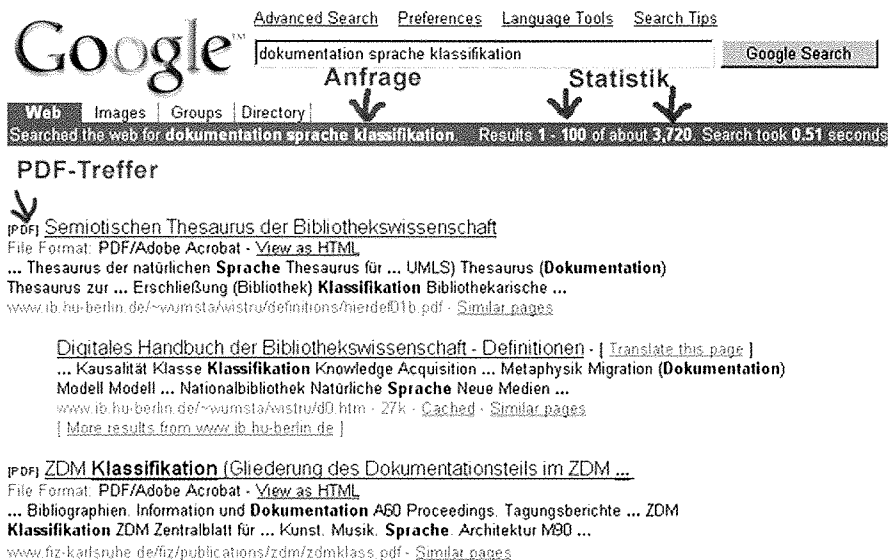 Advanced Search Preferences Language Tools Search Tips
Google™
dokumentation sprache klassifikation Google Search
Anfrage Statistik
Web Images Groups Directory
Searched the web for dokumentation sprache klassifikation. Results 1 - 100 of about 3,720. Search took 0.51 seconds
PDF-Treffer
[PDF] Semiotischen Thesaurus der Bibliothekswissenschaft
File Format: PDF/Adobe Acrobat - View as HTML
... Thesaurus der natürlichen Sprache Thesaurus für ... UMLS) Thesaurus (Dokumentation)
Thesaurus zur ... Erschließung (Bibliothek) Klassifikation Bibliothekarische ...
www.ib.hu-berlin.de/~wumsta/wistru/definitions/hierdef01b.pdf - Similar pages
Digitales Handbuch der Bibliothekswissenschaft - Definitionen - [ Translate this page ]
... Kausalität Klasse Klassifikation Knowledge Acquisition ... Metaphysik Migration (Dokumentation)
Modell Modell ... Nationalbibliothek Natürliche Sprache Neue Medien ...
www.ib.hu-berlin.de/~wumsta/wistru/d0.htm - 27k - Cached - Similar pages
[ More results from www.ib.hu-berlin.de ]
[PDF] ZDM Klassifikation (Gliederung des Dokumentationsteils im ZDM ...
File Format: PDF/Adobe Acrobat - View as HTML
... Bibliographien. Information und Dokumentation A60 Proceedings. Tagungsberichte ... ZDM
Klassifikation ZDM Zentralblatt für ... Kunst. Musik. Sprache. Architektur M90 ...
www.fiz-karlsruhe.de/fiz/publications/zdm/zdmklass.pdf - Similar pages